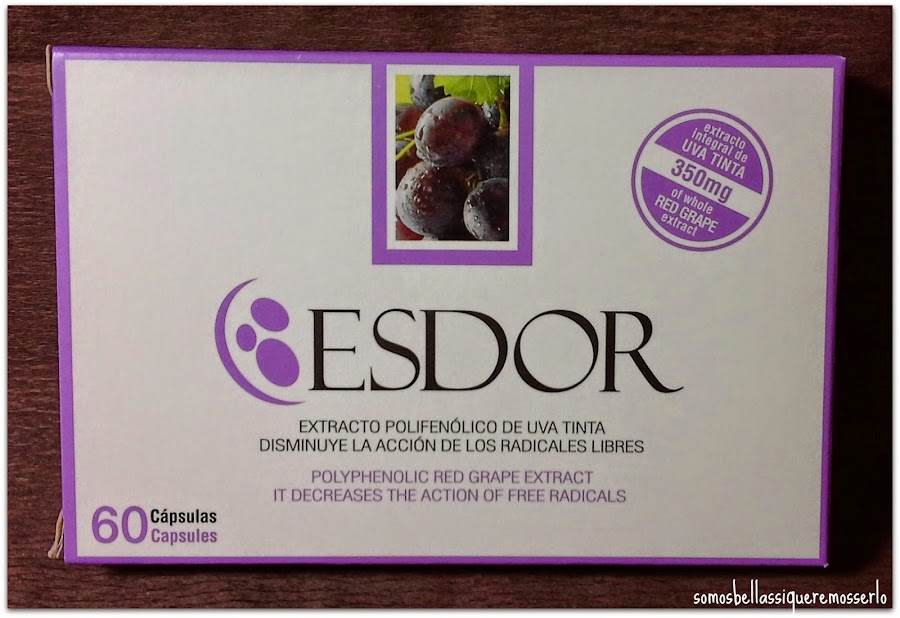 extracto
integral de
UVA TINTA
350mg
of whole
RED GRAPE
extract
ESDOR
EXTRACTO POLIFENÓLICO DE UVA TINTA
DISMINUYE LA ACCIÓN DE LOS RADICALES LIBRES
POLYPHENOLIC RED GRAPE EXTRACT
IT DECREASES THE ACTION OF FREE RADICALS
60 Cápsulas
Capsules
somosbellassiqueremosserlo